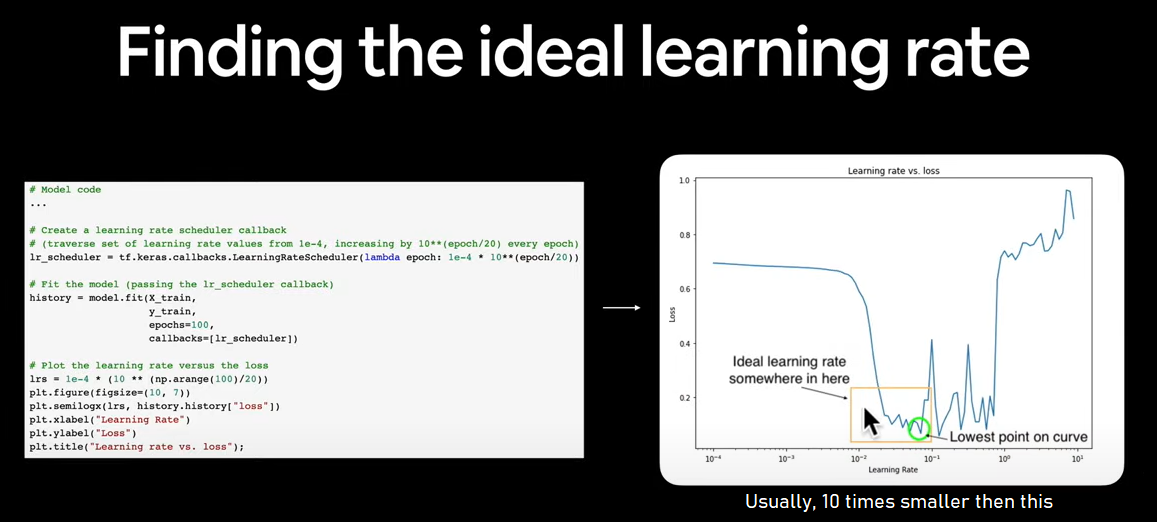 Finding the ideal learning rate
# Model code
...
# Create a learning rate scheduler callback
# (traverse set of learning rate values from 1e-4, increasing by 10**(epoch/20) every epoch)
lr_scheduler = tf.keras.callbacks.LearningRateScheduler(lambda epoch: 1e-4 * 10**(epoch/20))
# Fit the model (passing the lr_scheduler callback)
history = model.fit(X_train,
y_train,
epochs=100,
callbacks=[lr_scheduler])
# Plot the learning rate versus the loss
lrs = 1e-4 * (10 ** (np.arange(100)/20))
plt.figure(figsize=(10, 7))
plt.semilogx(lrs, history.history["loss"])
plt.xlabel("Learning Rate")
plt.ylabel("Loss")
plt.title("Learning rate vs. loss");
Learning rate vs. loss
1.0
0.8
0.6
0.4
0.2
Loss
Ideal learning rate
somewhere in here
Lowest point on curve
10⁻⁴ 10⁻³ 10⁻² 10⁻¹ 10⁰ 10¹
Learning Rate
Usually, 10 times smaller then this